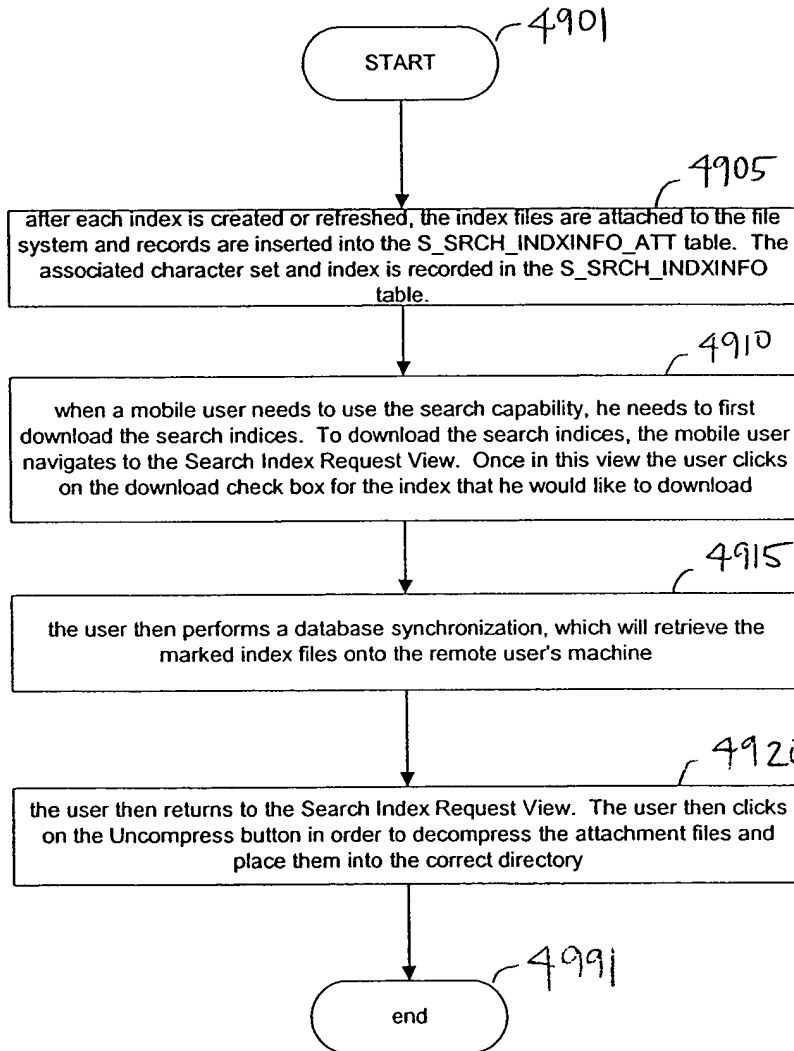 4901
START
4905
after each index is created or refreshed, the index files are attached to the file
system and records are inserted into the S_SRCH_INDXINFO_ATT table. The
associated character set and index is recorded in the S_SRCH_INDXINFO
table.
4910
when a mobile user needs to use the search capability, he needs to first
download the search indices. To download the search indices, the mobile user
navigates to the Search Index Request View. Once in this view the user clicks
on the download check box for the index that he would like to download
4915
the user then performs a database synchronization, which will retrieve the
marked index files onto the remote user's machine
4920
the user then returns to the Search Index Request View. The user then clicks
on the Uncompress button in order to decompress the attachment files and
place them into the correct directory
4991
end